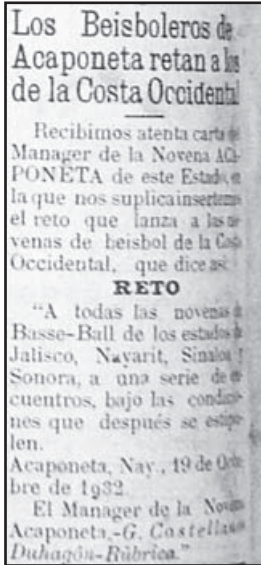 Los Beisboleros de
Acaponeta retan a los
de la Costa Occidental
Recibimos atenta carta del
Manager de la Novena ACA-
PONETA de este Estado, en
la que nos suplica insertemos
el reto que lanza a las no-
venas de beisbol de la Costa
Occidental, que dice así:
RETO
“A todas las novenas de
Basse-Ball de los estados de
Jalisco, Nayarit, Sinaloa y
Sonora, a una serie de en-
cuentros, bajo las condicio-
nes que después se estipu-
len.
Acaponeta, Nay., 19 de Octu-
bre de 1932.
El Manager de la Novena
Acaponeta,-G. Castellanos
Duhagón-Rúbrica.”